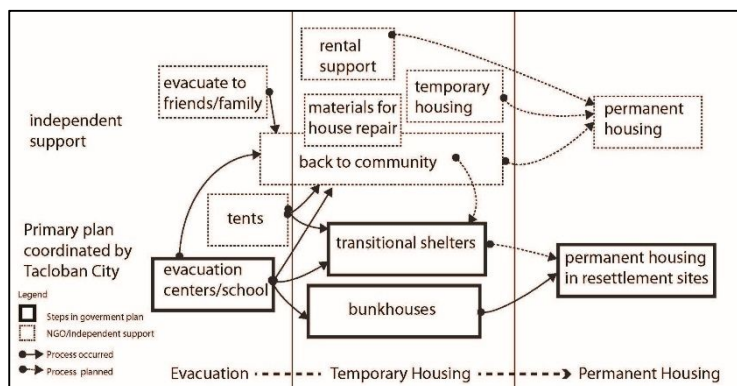 rental
support
evacuate to
friends/family
temporary
housing
materials for
house repair
permanent
housing
independent
support
back to community
tents
Primary plan
coordinated by
Tacloban City
transitional shelters
evacuation
centers/school
permanent housing
in resettlement sites
bunkhouses
Legend
Steps in goverment plan
NGO/Independent support
Process occurred
Process planned
Evacuation
Temporary Housing
Permanent Housing